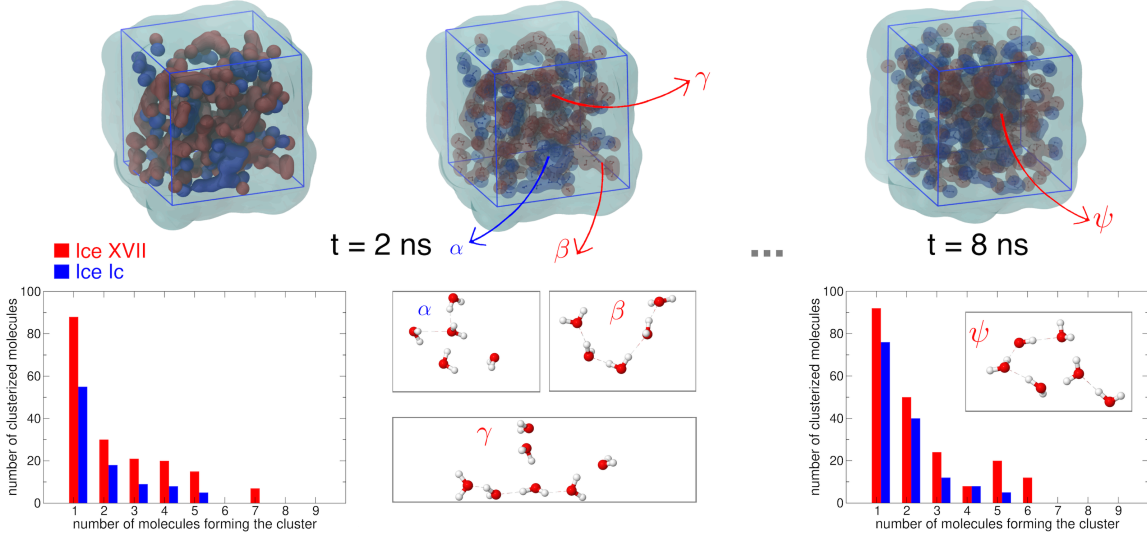 γ
α
β
ψ
t = 2 ns
...
t = 8 ns
Ice XVII
Ice Ic
number of clusterized molecules
100
80
60
40
20
0
1 2 3 4 5 6 7 8 9
number of molecules forming the cluster
α
β
γ
number of clusterized molecules
100
80
60
40
20
0
ψ
1 2 3 4 5 6 7 8 9
number of molecules forming the cluster